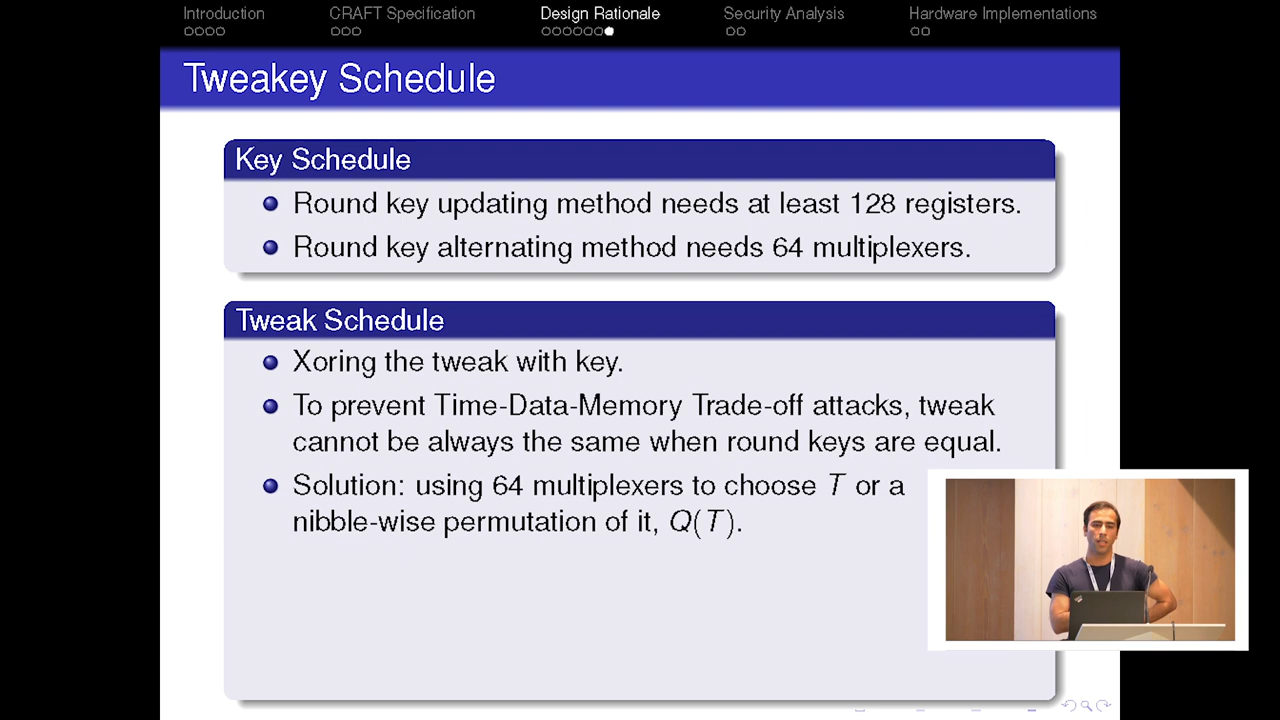 Introduction CRAFT Specification Design Rationale Security Analysis Hardware Implementations
Tweakey Schedule
Key Schedule
Round key updating method needs at least 128 registers.
Round key alternating method needs 64 multiplexers.
Tweak Schedule
Xoring the tweak with key.
To prevent Time-Data-Memory Trade-off attacks, tweak
cannot be always the same when round keys are equal.
Solution: using 64 multiplexers to choose T or a
nibble-wise permutation of it, Q(T).